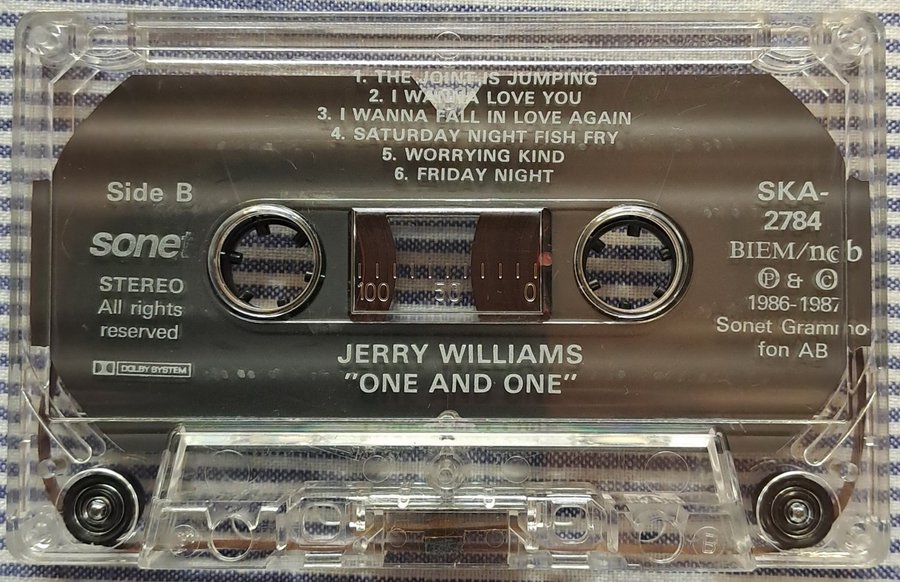 1. THE JOINT IS JUMPING
2. I WANNA LOVE YOU
3. I WANNA FALL IN LOVE AGAIN
4. SATURDAY NIGHT FISH FRY
5. WORRYING KIND
6. FRIDAY NIGHT
Side B
sonet
STEREO
All rights
reserved
DOLBY SYSTEM
100 50 0
JERRY WILLIAMS
"ONE AND ONE"
SKA-
2784
BIEM/ncb
Ⓟ & ©
1986-1987
Sonet Grammo
fon AB